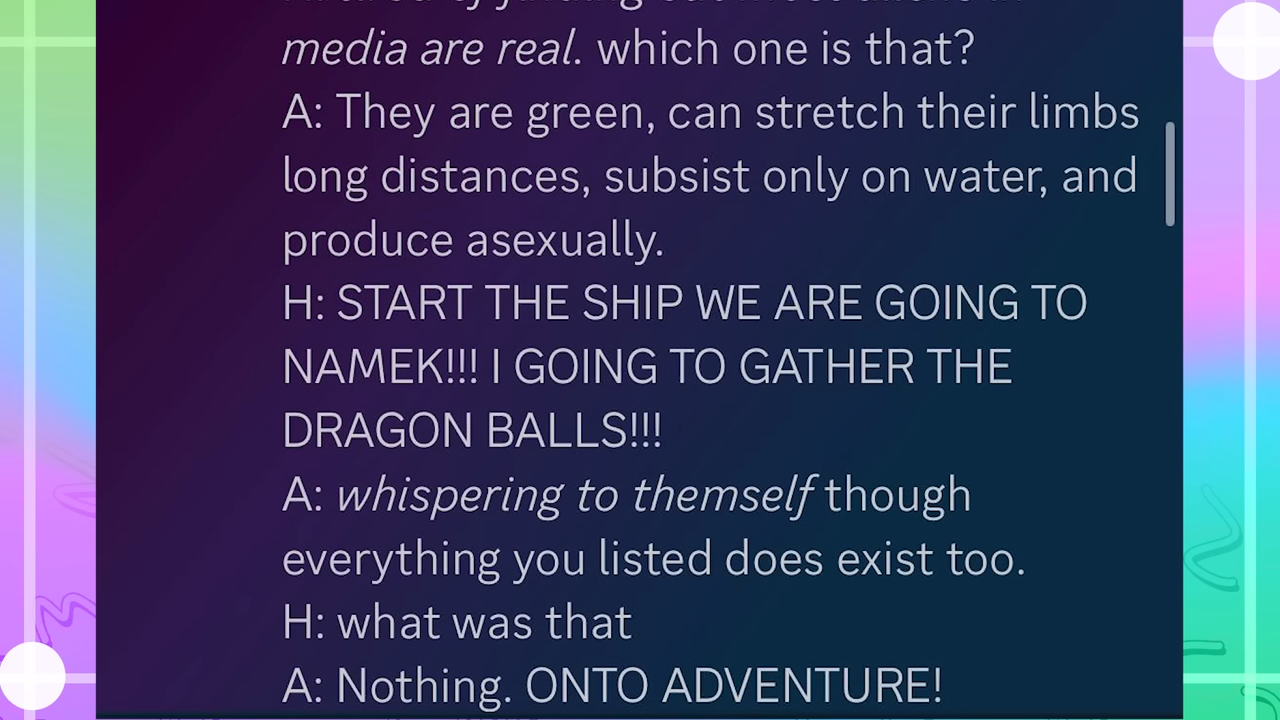 media are real. which one is that?
A: They are green, can stretch their limbs
long distances, subsist only on water, and
produce asexually.
H: START THE SHIP WE ARE GOING TO
NAMEK!!! I GOING TO GATHER THE
DRAGON BALLS!!!
A: whispering to themself though
everything you listed does exist too.
H: what was that
A: Nothing. ONTO ADVENTURE!